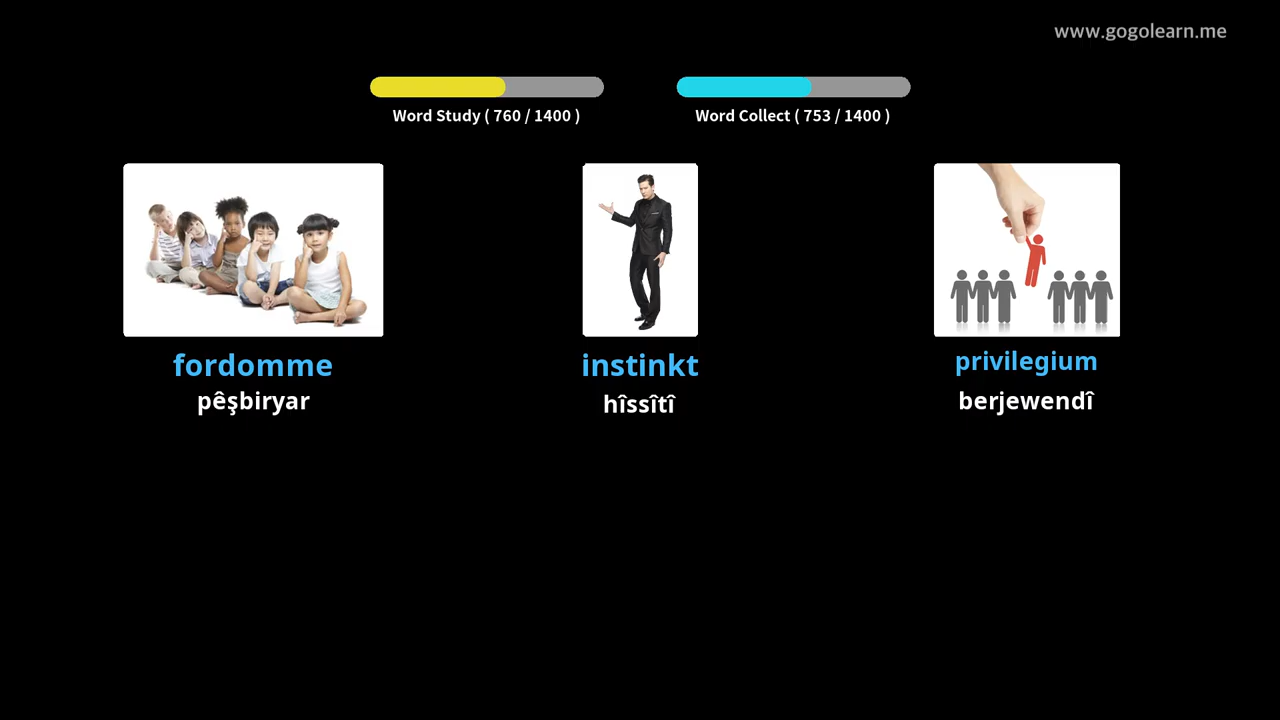 www.gogolearn.me
Word Study ( 760 / 1400 )
Word Collect ( 753 / 1400 )
fordomme
pêşbiryar
instinkt
hîssîtî
privilegium
berjewendî